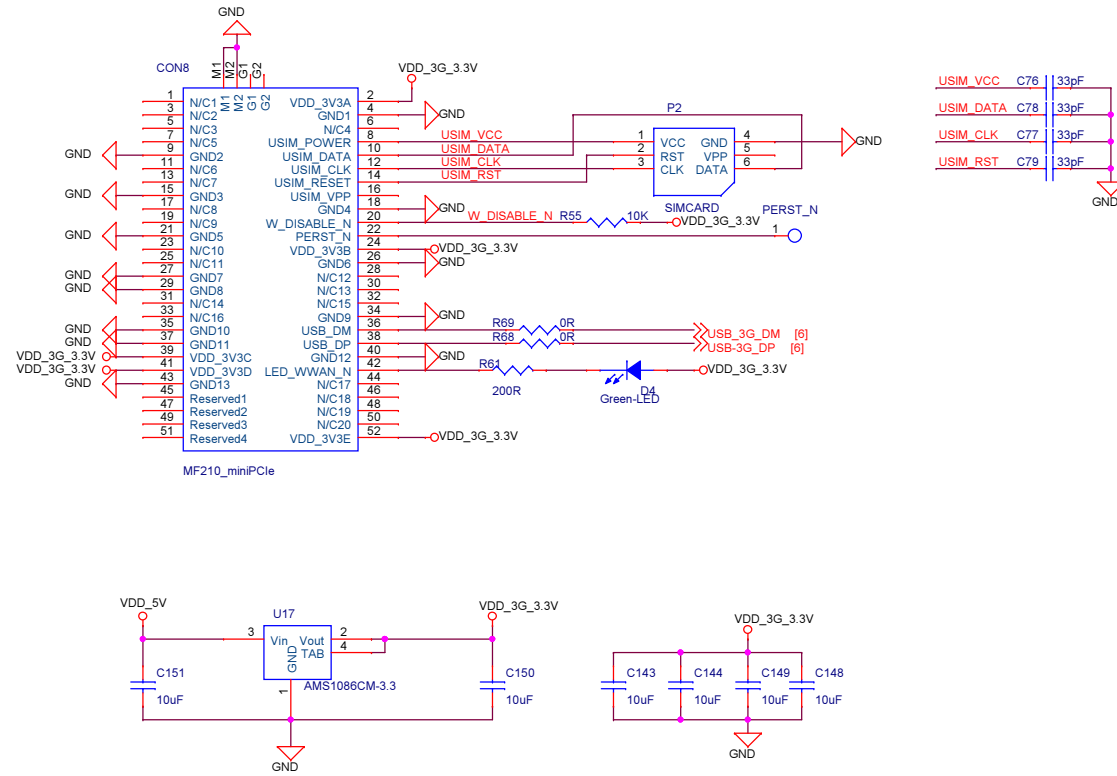 GND
CON8
M1
M2
G1
G2
M1
M2
G1
G2
VDD_3G_3.3V
1 N/C1 VDD_3V3A 2
3 N/C2 GND1 4 GND
5 N/C3 N/C4 6
7 N/C5 USIM_POWER 8 USIM_VCC
GND 9 GND2 USIM_DATA 10 USIM_DATA
11 N/C6 USIM_CLK 12 USIM_CLK
13 N/C7 USIM_RESET 14 USIM_RST
GND 15 GND3 USIM_VPP 16
17 N/C8 GND4 18 GND
19 N/C9 W_DISABLE_N 20 W_DISABLE_N R55 10K VDD_3G_3.3V
GND 21 GND5 PERST_N 22 1 PERST_N
23 N/C10 VDD_3V3B 24 VDD_3G_3.3V
25 N/C11 GND6 26 GND
GND 27 GND7 N/C12 28
GND 29 GND8 N/C13 30
31 N/C14 N/C15 32
33 N/C16 GND9 34 GND
GND 35 GND10 USB_DM 36 R69 0R USB_3G_DM [6]
GND 37 GND11 USB_DP 38 R68 0R USB-3G_DP [6]
VDD_3G_3.3V 39 VDD_3V3C GND12 40 GND
VDD_3G_3.3V 41 VDD_3V3D LED_WWAN_N 42 R61 200R D4 Green-LED VDD_3G_3.3V
GND 43 GND13 N/C17 44
45 Reserved1 N/C18 46
47 Reserved2 N/C19 48
49 Reserved3 N/C20 50
51 Reserved4 VDD_3V3E 52 VDD_3G_3.3V
MF210_miniPCIe
P2
1 VCC GND 4 GND
2 RST VPP 5
3 CLK DATA 6
SIMCARD
USIM_VCC C76 33pF
USIM_DATA C78 33pF
USIM_CLK C77 33pF
USIM_RST C79 33pF
GND
VDD_5V
U17
VDD_3G_3.3V
3 Vin Vout 2
TAB 4
GND
1
AMS1086CM-3.3
C151
10uF
C150
10uF
GND
VDD_3G_3.3V
C143 C144 C149 C148
10uF 10uF 10uF 10uF
GND